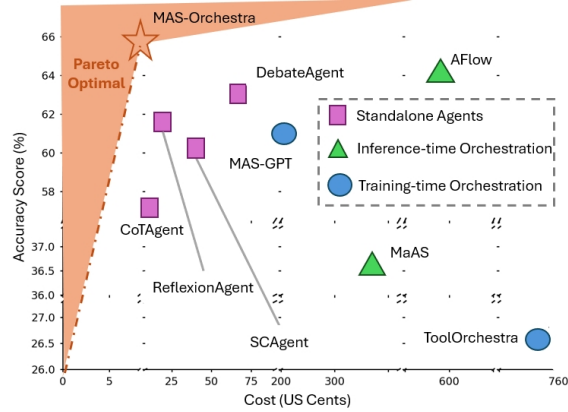 MAS-Orchestra
66
Pareto
Optimal
AFlow
64
DebateAgent
62
Standalone Agents
60
MAS-GPT
Inference-time Orchestration
58
Training-time Orchestration
CoTAgent
Accuracy Score (%)
37.0
MaAS
36.5
ReflexionAgent
36.0
27.0
SCAgent
ToolOrchestra
26.5
26.0
0 5 25 50 75 200 300 600 760
Cost (US Cents)